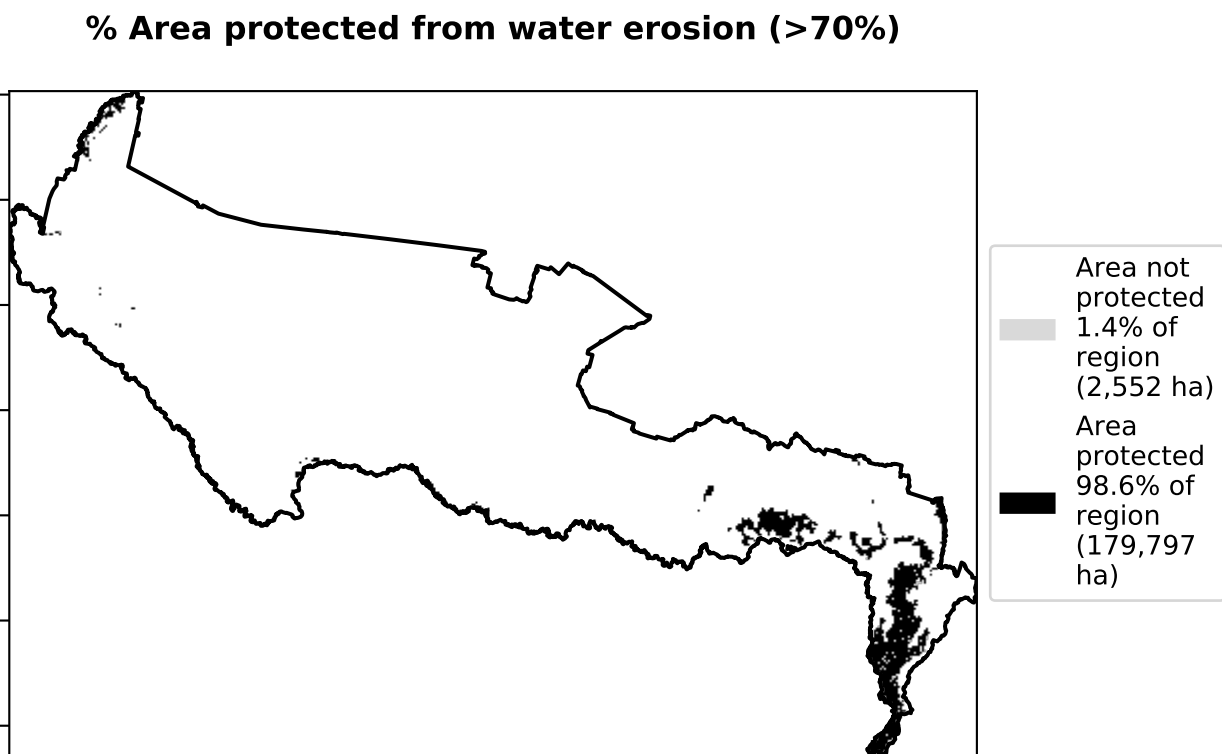 % Area protected from water erosion (>70%)
Area not
protected
1.4% of
region
(2,552 ha)
Area
protected
98.6% of
region
(179,797
ha)